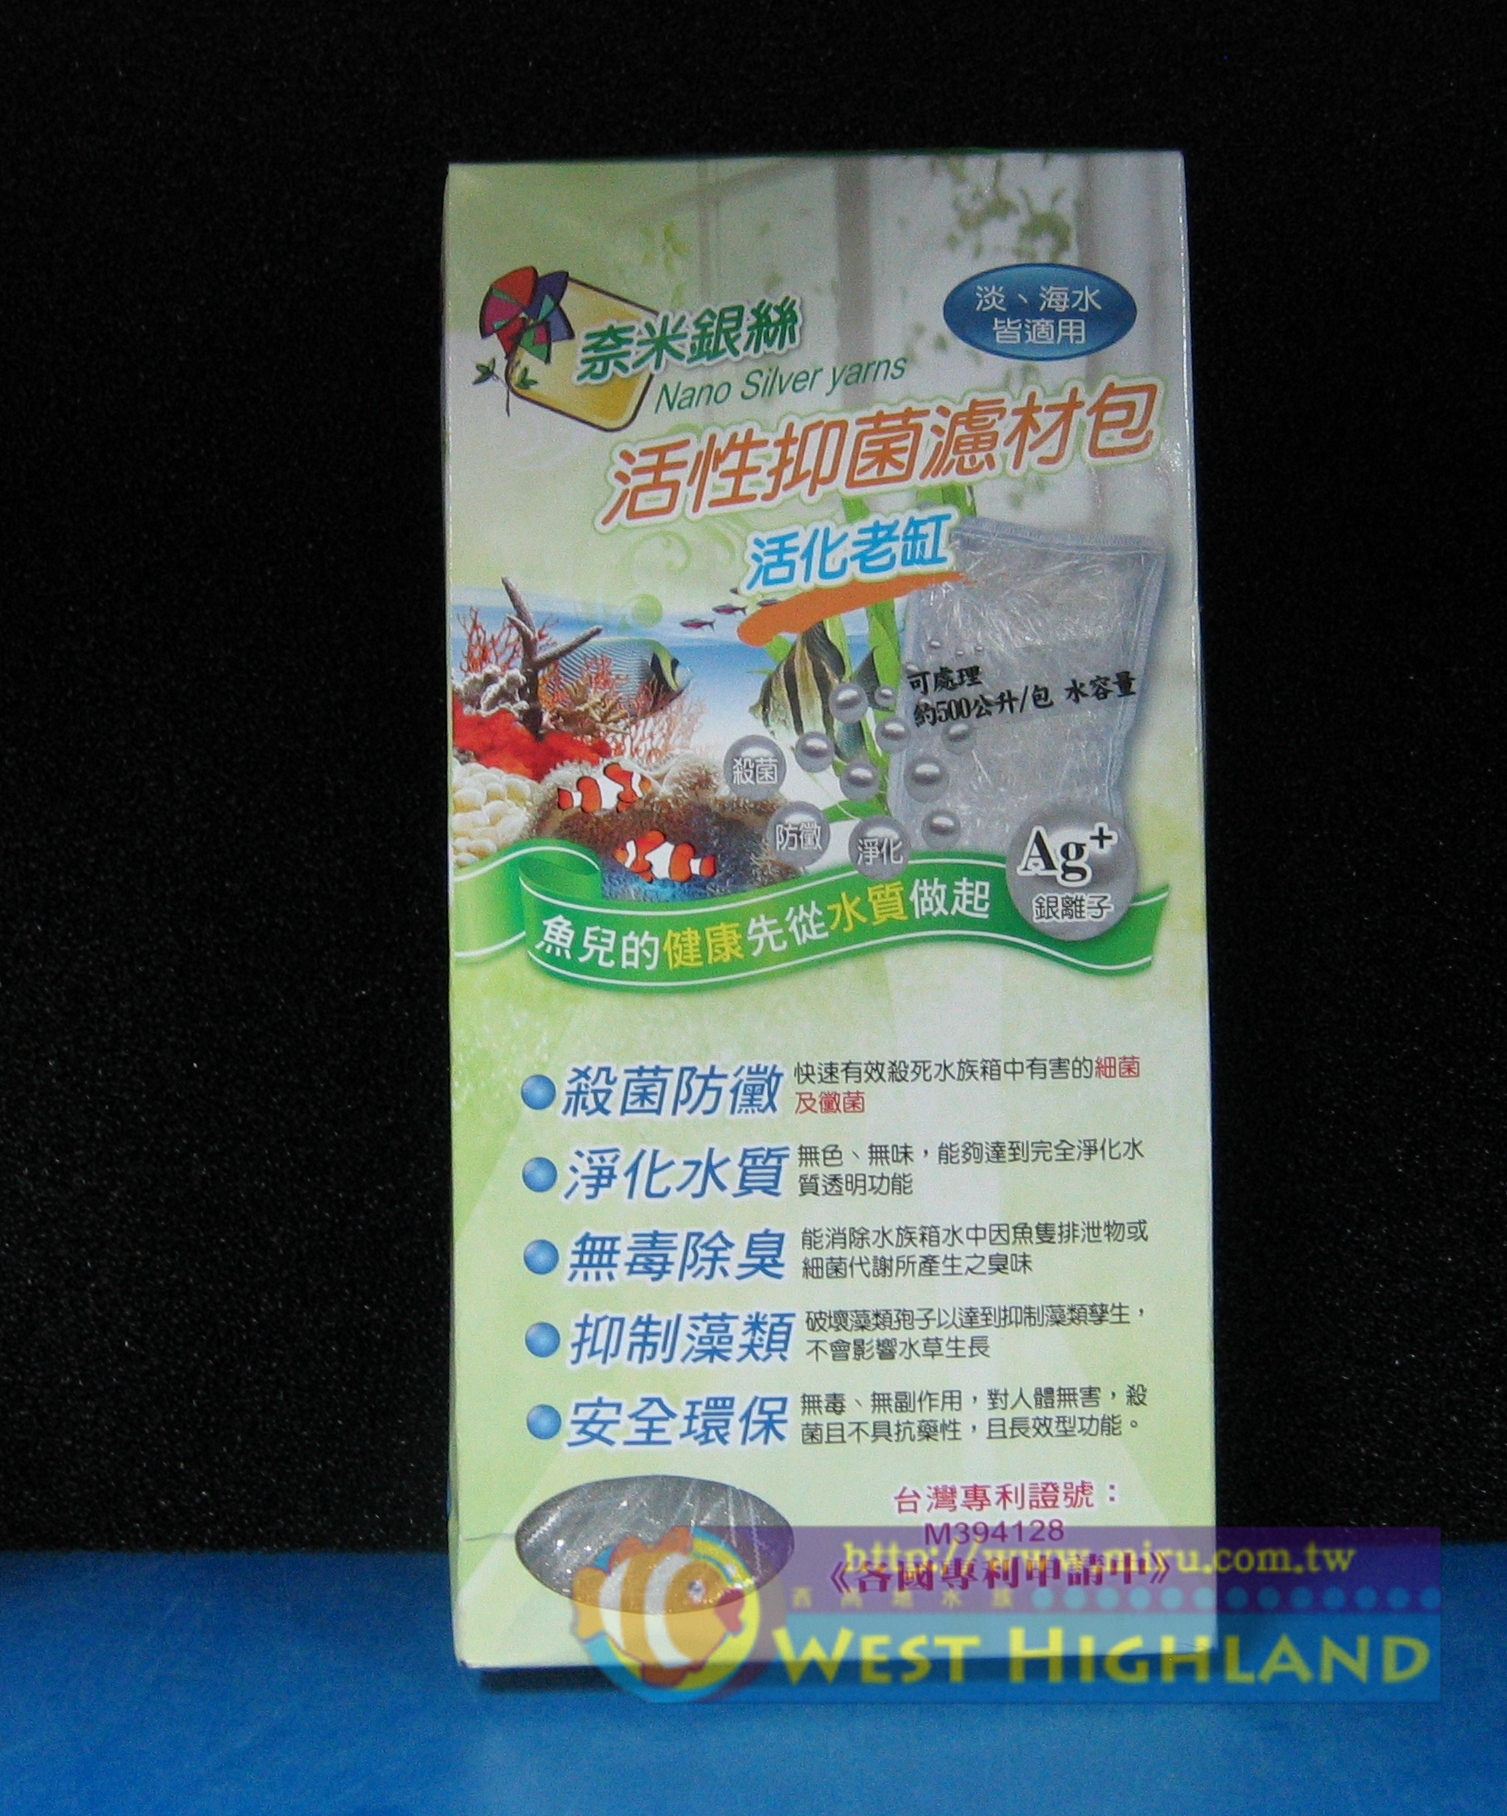 淡、海水
皆適用
奈米銀絲
Nano Silver yarns
活性抑菌濾材包
活化老缸
可處理
約500公升/包 水容量
殺菌
防黴
淨化
Ag+
銀離子
魚兒的健康先從水質做起
殺菌防黴
快速有效殺死水族箱中有害的細菌
及黴菌
淨化水質
無色、無味，能夠達到完全淨化水
質透明功能
無毒除臭
能消除水族箱水中因魚隻排泄物或
細菌代謝所產生之臭味
抑制藻類
破壞藻類孢子以達到抑制藻類孳生，
不會影響水草生長
安全環保
無毒、無副作用，對人體無害，殺
菌且不具抗藥性，且長效型功能。
台灣專利證號：
M394128
《各國專利申請中》
http://www.miru.com.tw
西高地水族
WEST HIGHLAND